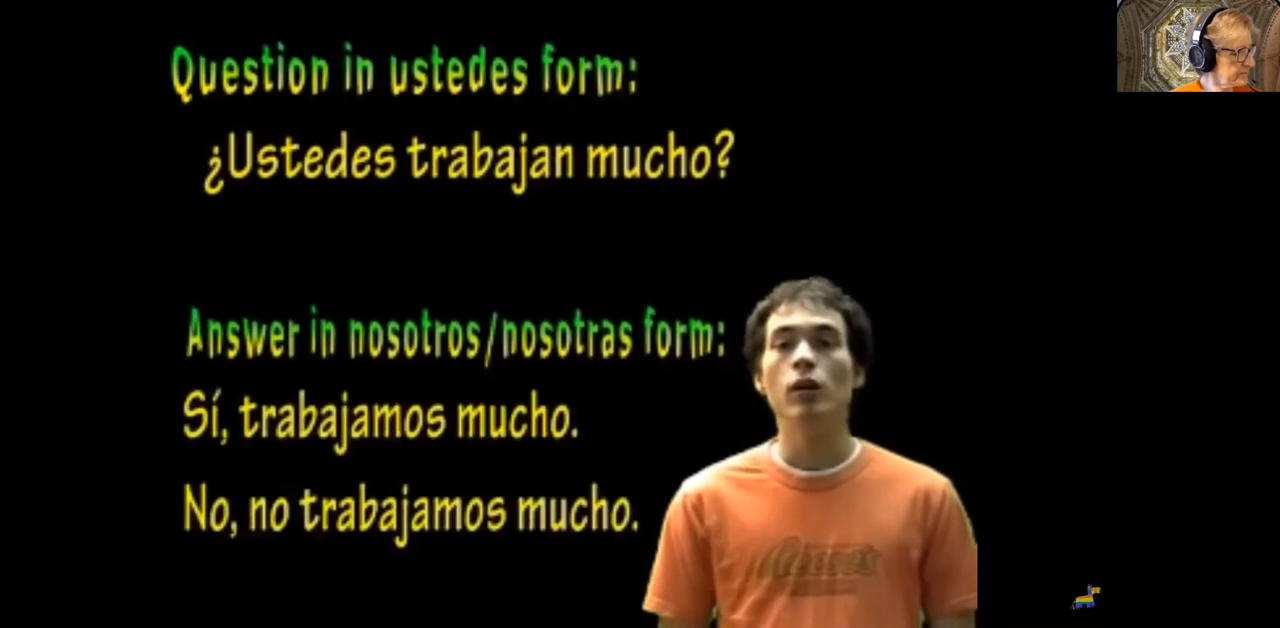 Question in ustedes form:
¿Ustedes trabajan mucho?
Answer in nosotros/nosotras form:
Sí, trabajamos mucho.
No, no trabajamos mucho.